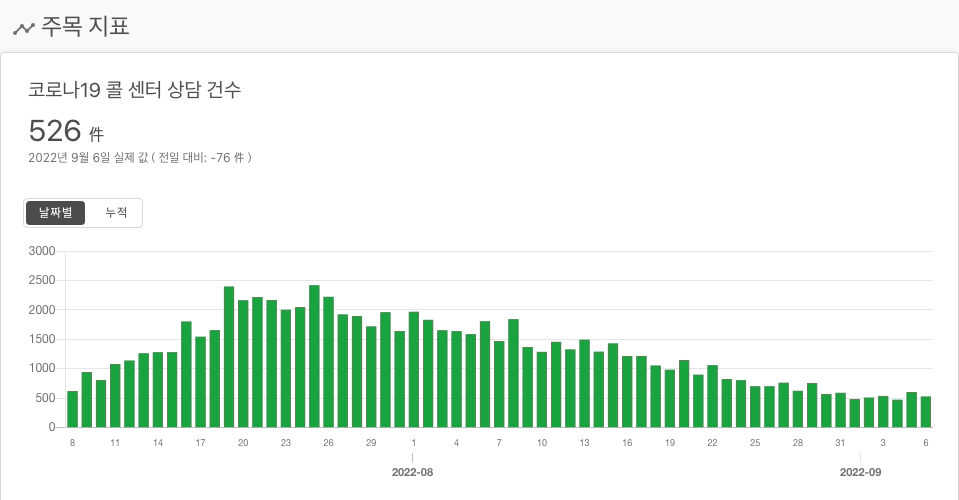 주목 지표
코로나19 콜 센터 상담 건수
526 件
2022년 9월 6일 실제 값 ( 전일 대비: -76 件 )
날짜별 누적
3000
2500
2000
1500
1000
500
0
8 11 14 17 20 23 26 29 1 4 7 10 13 16 19 22 25 28 31 3 6
2022-08 2022-09